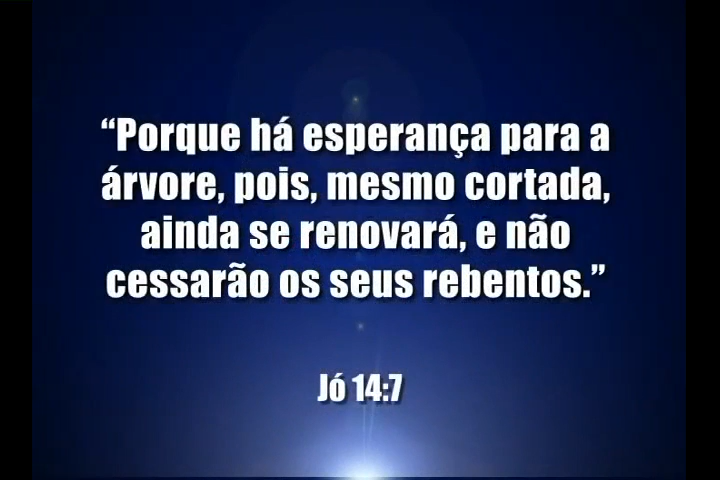 “Porque há esperança para a
árvore, pois, mesmo cortada,
ainda se renovará, e não
cessarão os seus rebentos.”
Jó 14:7